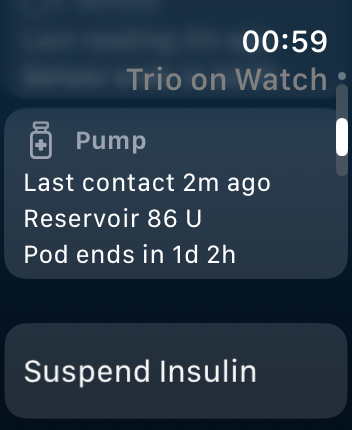 00:59
Trio on Watch
Pump
Last contact 2m ago
Reservoir 86 U
Pod ends in 1d 2h
Suspend Insulin